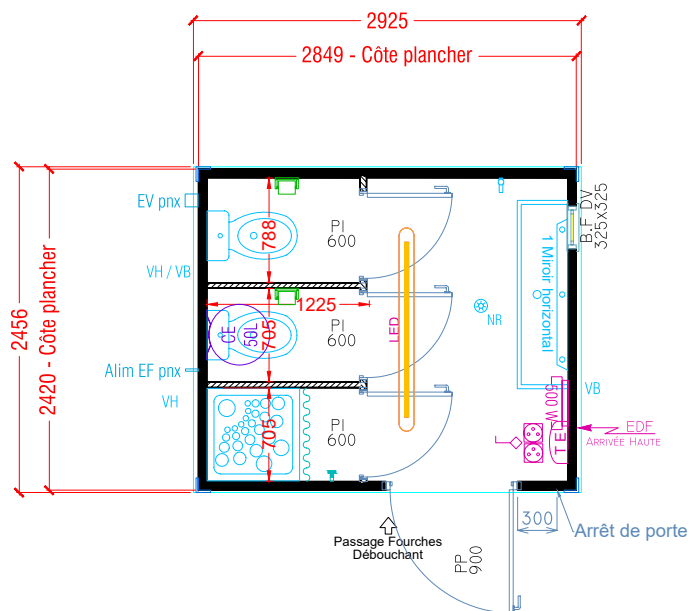 2925
2849 - Côte plancher
2456
2420 - Côte plancher
EV pnx
VH / VB
Alim EF pnx
VH
788
1225
705
705
CE
50L
PI
600
PI
600
PI
600
LED
NR
1 Miroir horizontal
B.F DV
325x325
VB
500 W
T E
EDF
ARRIVÉE HAUTE
300
Arrêt de porte
Passage Fourches
Débouchant
PP
900